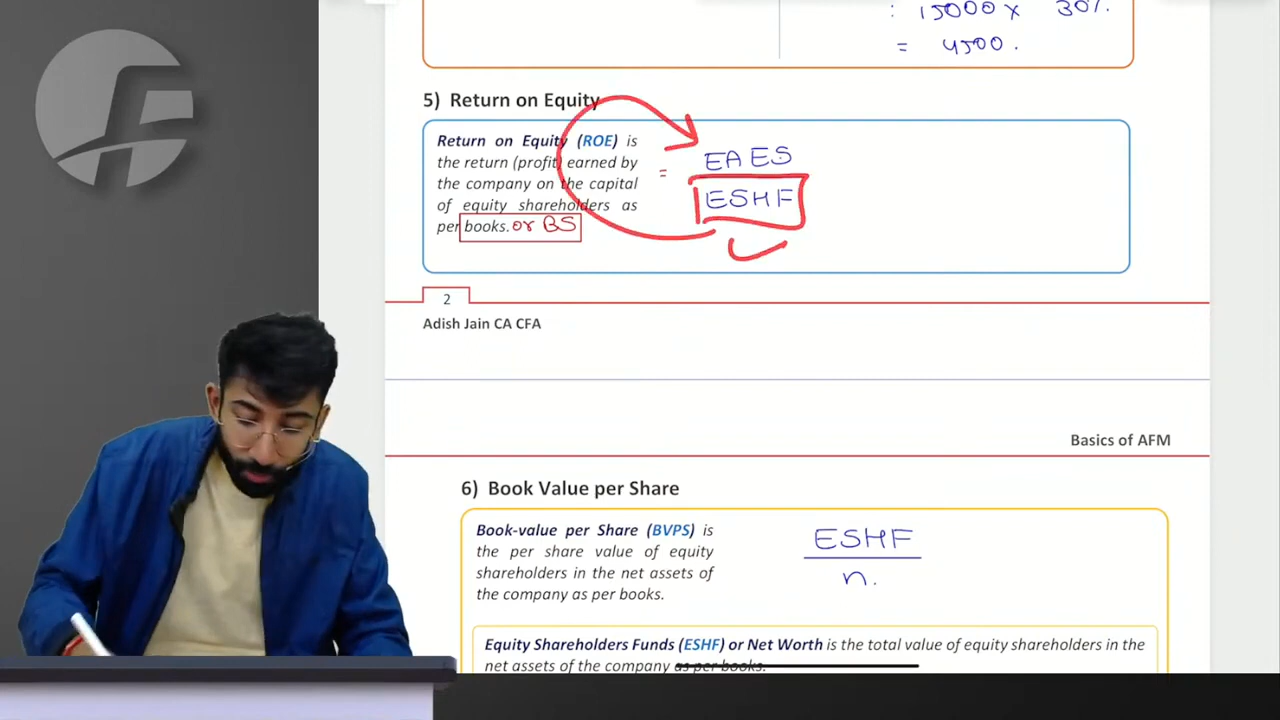 : 15000 x 30%.
= 4500.
5) Return on Equity
Return on Equity (ROE) is
the return (profit) earned by
the company on the capital
of equity shareholders as
per books. or BS
= EAES
ESHF
2
Adish Jain CA CFA
Basics of AFM
6) Book Value per Share
Book-value per Share (BVPS) is
the per share value of equity
shareholders in the net assets of
the company as per books.
ESHF
n.
Equity Shareholders Funds (ESHF) or Net Worth is the total value of equity shareholders in the
net assets of the company as per books.